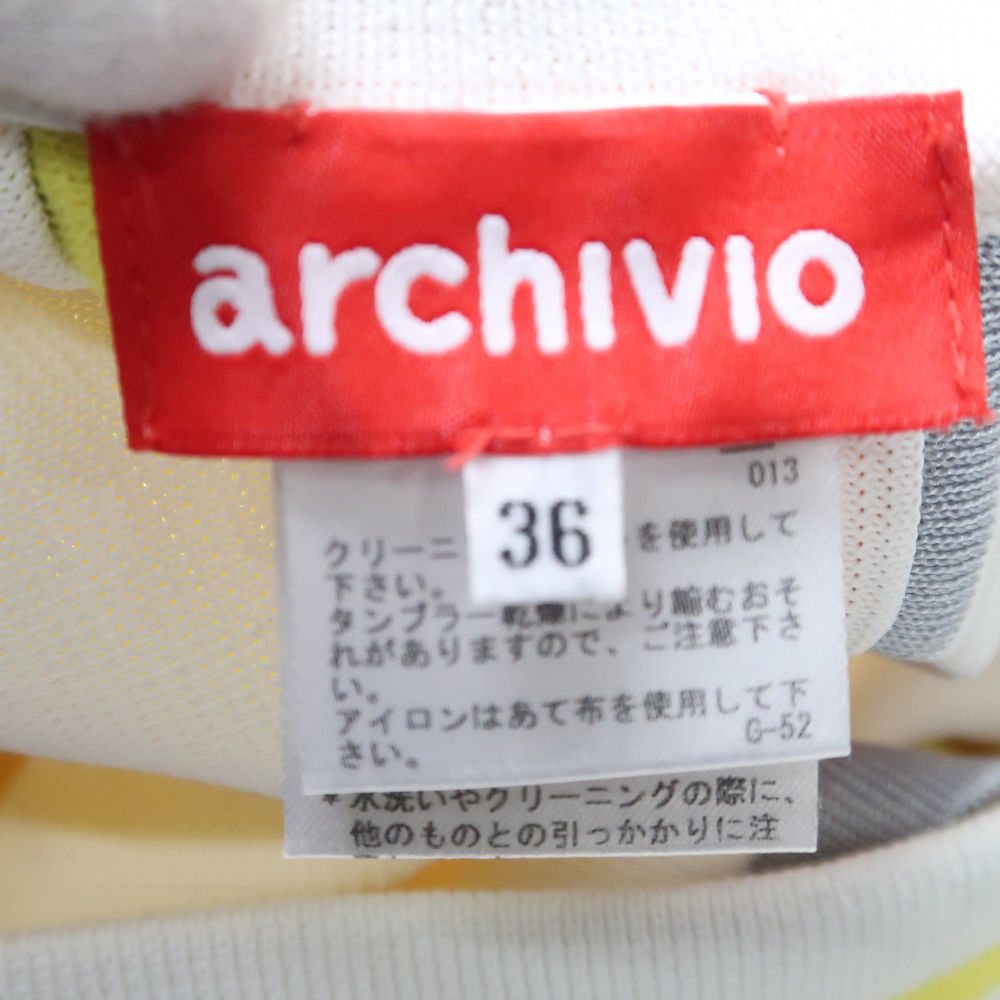 archivio
36
013
クリーニ を使用して
下さい。
タンブラー乾燥により縮むおそ
れがありますので、ご注意下さ
い。
アイロンはあて布を使用して下
さい。
G-52
* 水洗いやクリーニングの際に、
他のものとの引っかかりに注